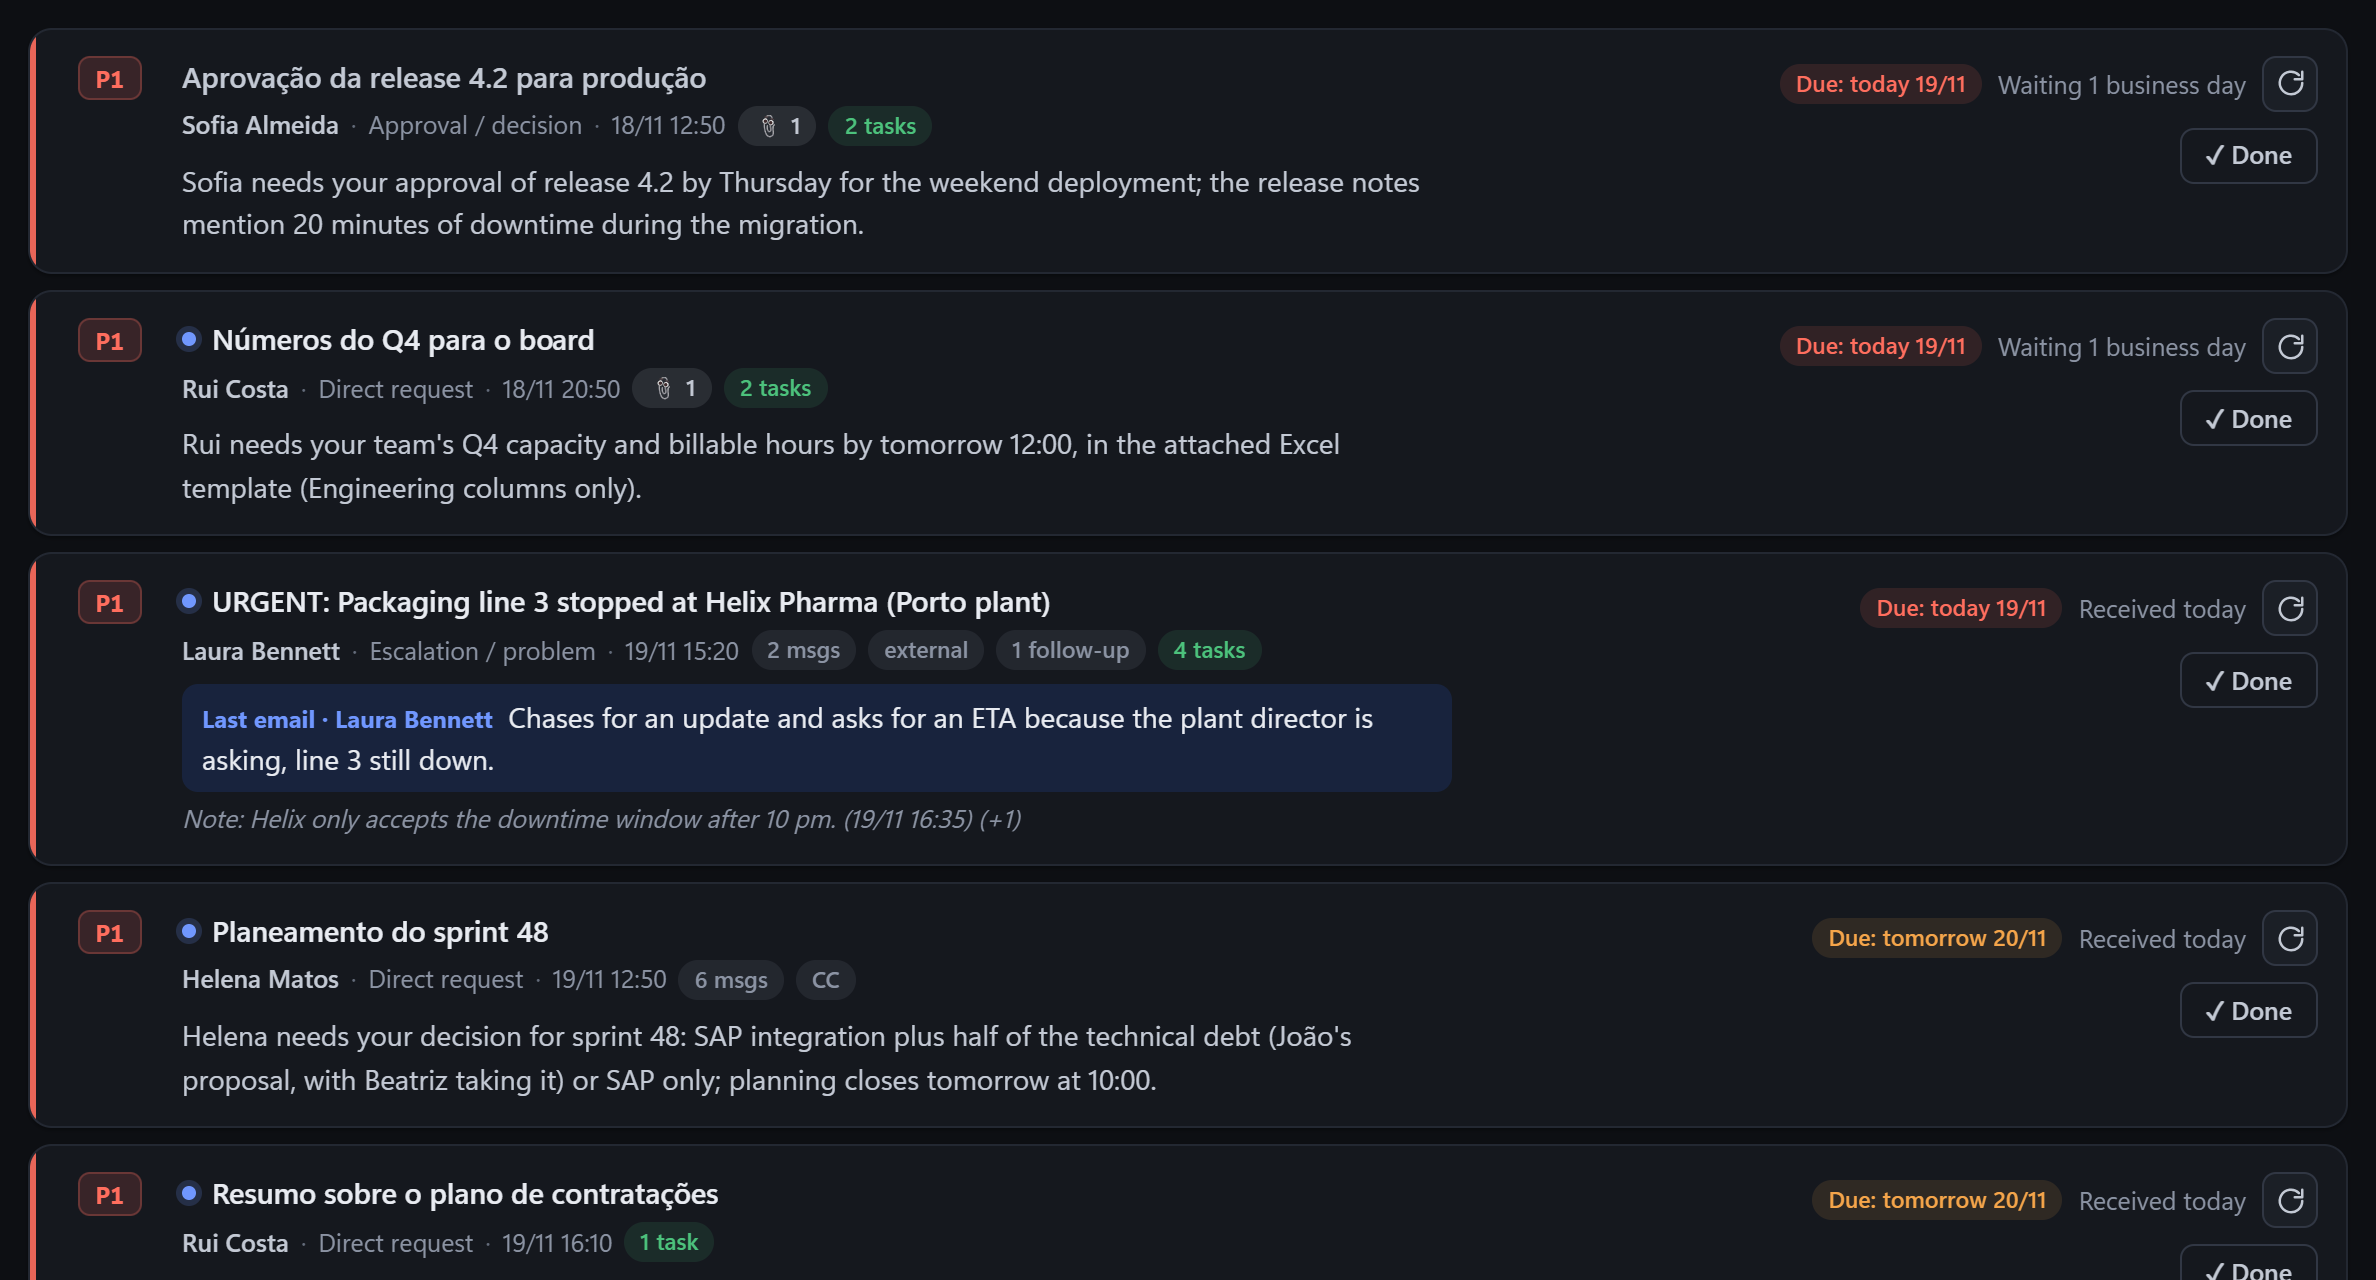 P1 Aprovação da release 4.2 para produção Due: today 19/11 Waiting 1 business day
Sofia Almeida · Approval / decision · 18/11 12:50 1 2 tasks
✓ Done
Sofia needs your approval of release 4.2 by Thursday for the weekend deployment; the release notes
mention 20 minutes of downtime during the migration.
P1 Números do Q4 para o board Due: today 19/11 Waiting 1 business day
Rui Costa · Direct request · 18/11 20:50 1 2 tasks
✓ Done
Rui needs your team's Q4 capacity and billable hours by tomorrow 12:00, in the attached Excel
template (Engineering columns only).
P1 URGENT: Packaging line 3 stopped at Helix Pharma (Porto plant) Due: today 19/11 Received today
Laura Bennett · Escalation / problem · 19/11 15:20 2 msgs external 1 follow-up 4 tasks
✓ Done
Last email · Laura Bennett Chases for an update and asks for an ETA because the plant director is
asking, line 3 still down.
Note: Helix only accepts the downtime window after 10 pm. (19/11 16:35) (+1)
P1 Planeamento do sprint 48 Due: tomorrow 20/11 Received today
Helena Matos · Direct request · 19/11 12:50 6 msgs CC
✓ Done
Helena needs your decision for sprint 48: SAP integration plus half of the technical debt (João's
proposal, with Beatriz taking it) or SAP only; planning closes tomorrow at 10:00.
P1 Resumo sobre o plano de contratações Due: tomorrow 20/11 Received today
Rui Costa · Direct request · 19/11 16:10 1 task
✓ Done